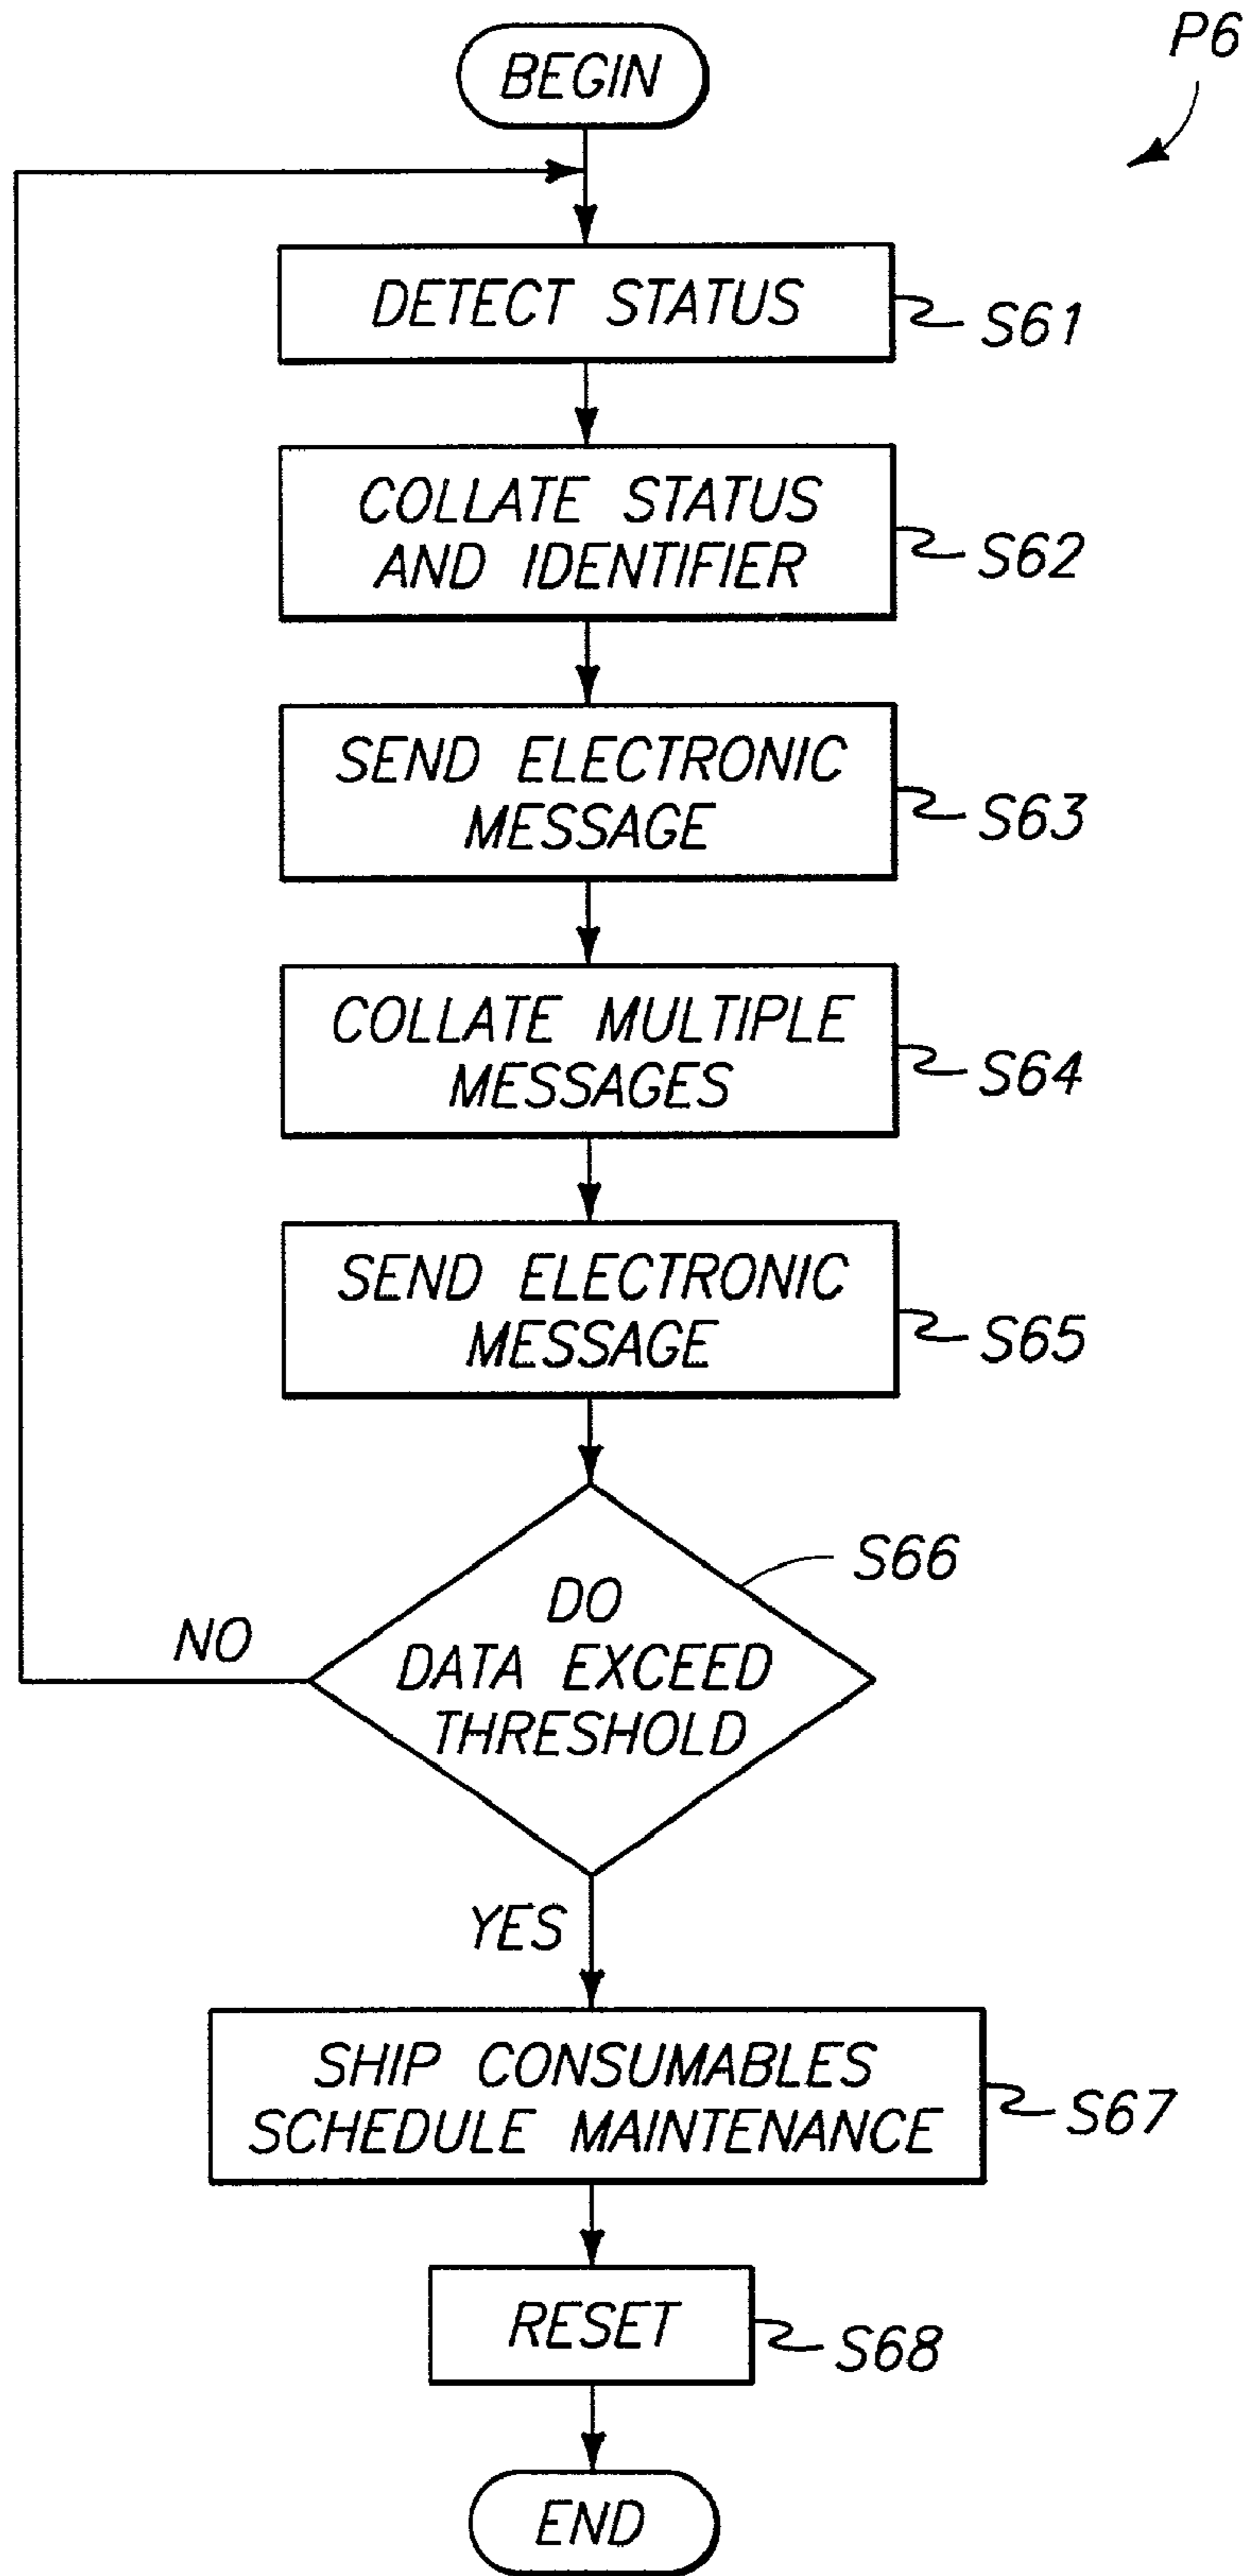 P6
BEGIN
DETECT STATUS
S61
COLLATE STATUS
AND IDENTIFIER
S62
SEND ELECTRONIC
MESSAGE
S63
COLLATE MULTIPLE
MESSAGES
S64
SEND ELECTRONIC
MESSAGE
S65
S66
DO
DATA EXCEED
THRESHOLD
NO
YES
SHIP CONSUMABLES
SCHEDULE MAINTENANCE
S67
RESET
S68
END